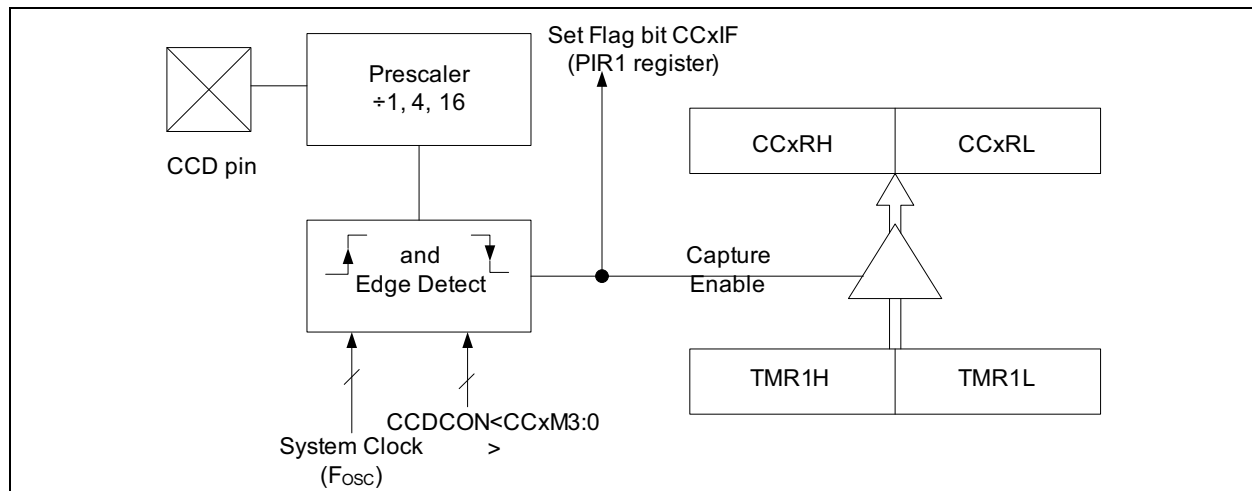 Set Flag bit CCxIF
(PIR1 register)
Prescaler
÷1, 4, 16
CCD pin
CCxRH
CCxRL
and
Edge Detect
Capture
Enable
TMR1H
TMR1L
CCDCON<CCxM3:0
>
System Clock
(FOSC)